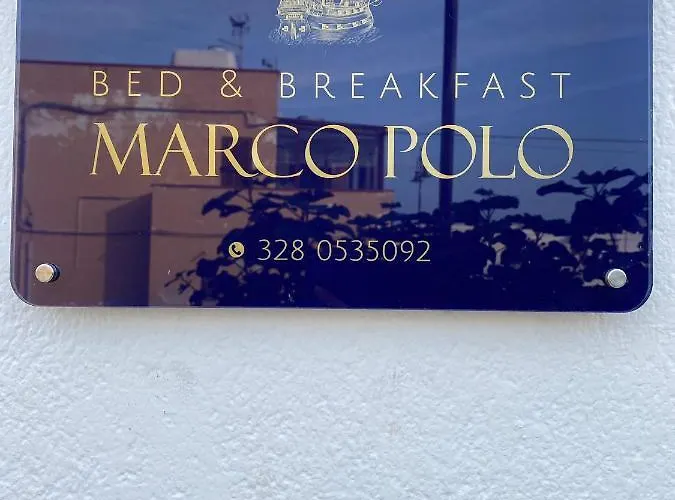 BED & BREAKFAST
MARCO POLO
328 0535092